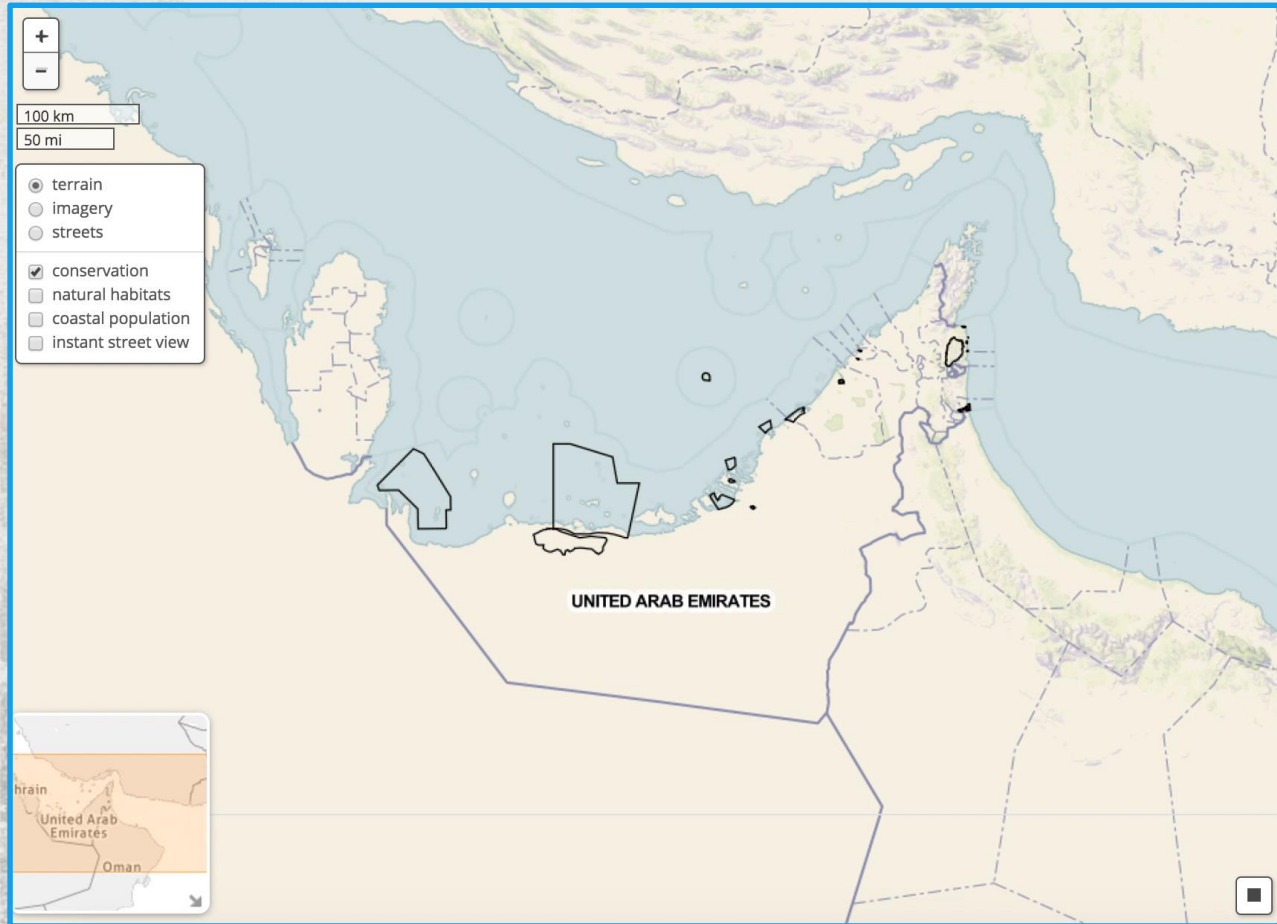 +
-
100 km
50 mi
terrain
imagery
streets
conservation
natural habitats
coastal population
instant street view
UNITED ARAB EMIRATES
hrain
United Arab
Emirates
Oman